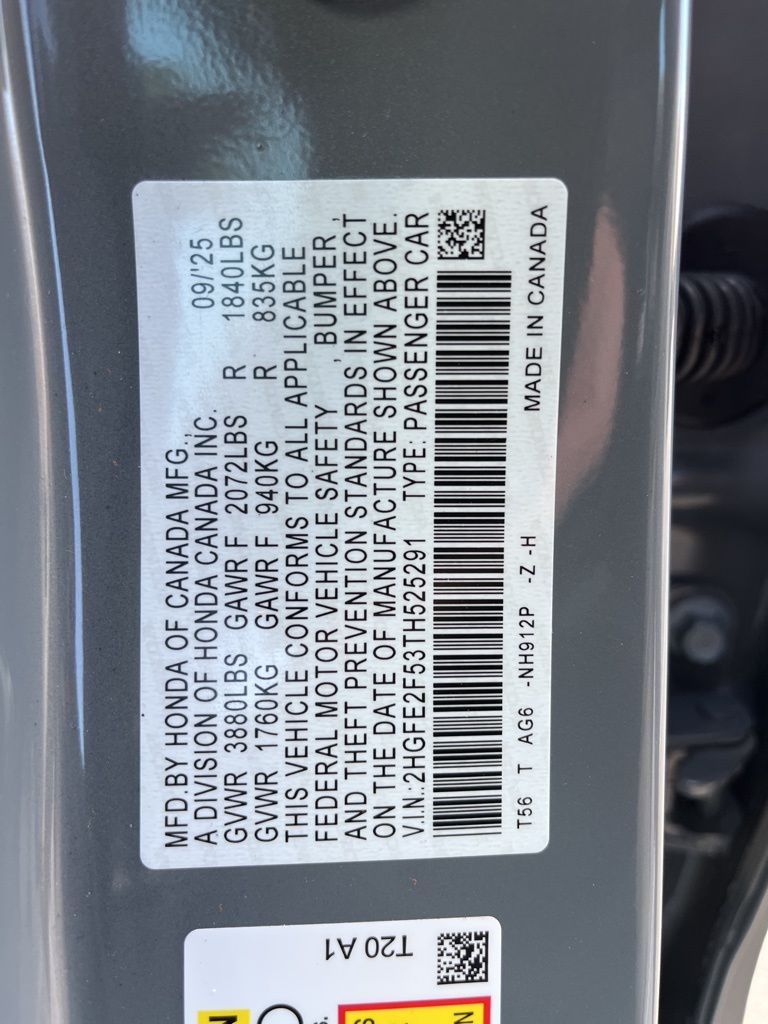 MFD.BY HONDA OF CANADA MFG.,
A DIVISION OF HONDA CANADA INC. 09/'25
GVWR 3880LBS GAWR F 2072LBS R 1840LBS
GVWR 1760KG GAWR F 940KG R 835KG
THIS VEHICLE CONFORMS TO ALL APPLICABLE
FEDERAL MOTOR VEHICLE SAFETY , BUMPER ,
AND THEFT PREVENTION STANDARDS IN EFFECT
ON THE DATE OF MANUFACTURE SHOWN ABOVE.
V.I.N.:2HGFE2F53TH525291 TYPE: PASSENGER CAR
T56 T AG6 -NH912P -Z -H MADE IN CANADA
T20 A1